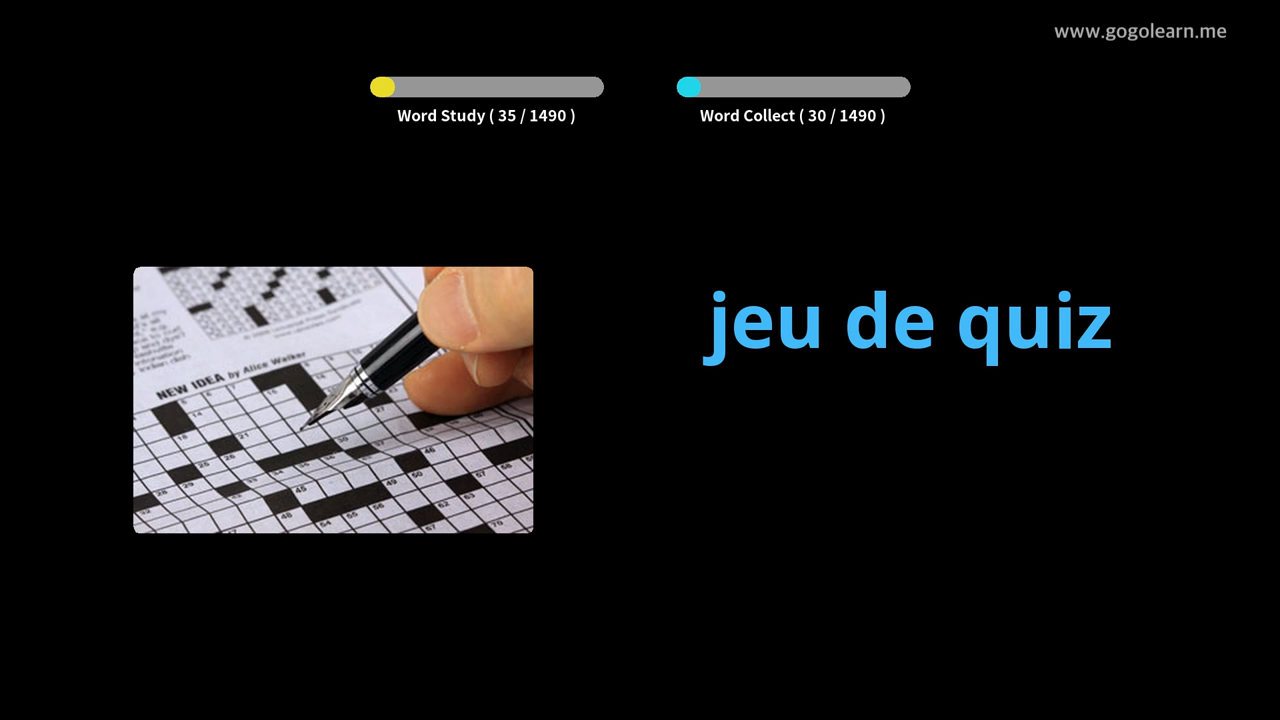 www.gogolearn.me
Word Study ( 35 / 1490 )
Word Collect ( 30 / 1490 )
jeu de quiz
NEW IDEA by Alice Walker